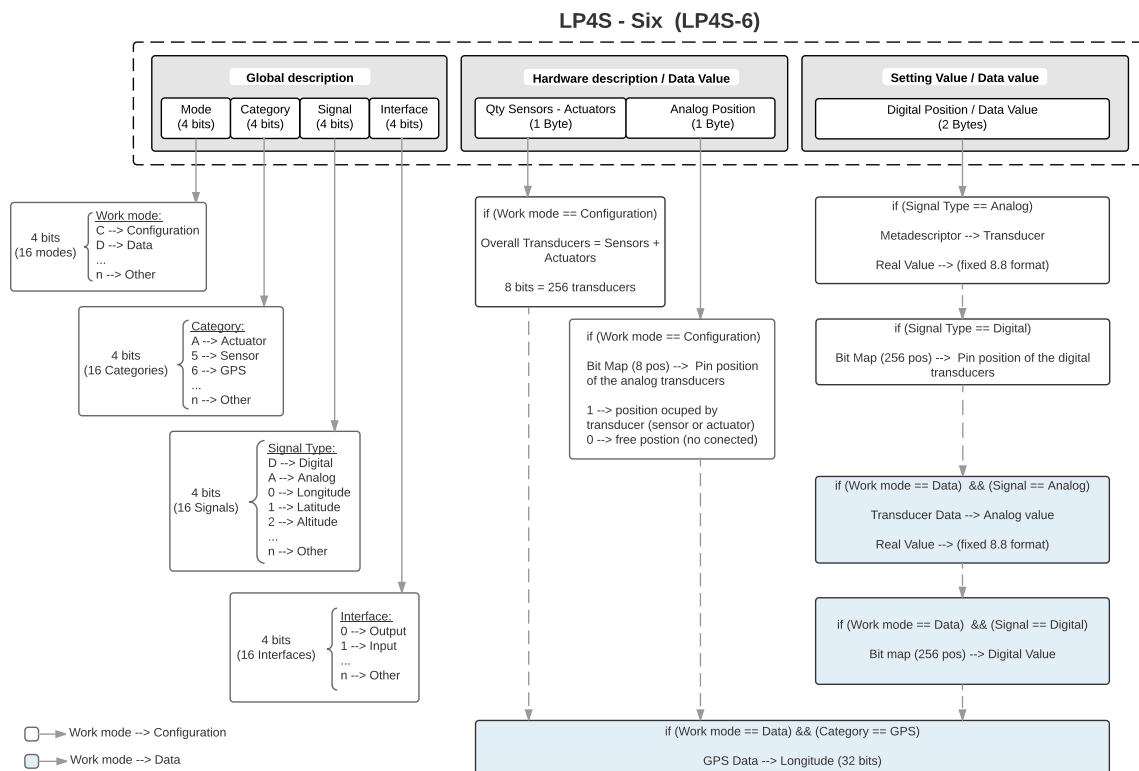 LP4S - Six (LP4S-6)
Global description
Mode
(4 bits)
Category
(4 bits)
Signal
(4 bits)
Interface
(4 bits)
Hardware description / Data Value
Qty Sensors - Actuators
(1 Byte)
Analog Position
(1 Byte)
Setting Value / Data value
Digital Position / Data Value
(2 Bytes)
4 bits
(16 modes)
Work mode:
C --> Configuration
D --> Data
...
n --> Other
4 bits
(16 Categories)
Category:
A --> Actuator
5 --> Sensor
6 --> GPS
...
n --> Other
4 bits
(16 Signals)
Signal Type:
D --> Digital
A --> Analog
0 --> Longitude
1 --> Latitude
2 --> Altitude
...
n --> Other
4 bits
(16 Interfaces)
Interface:
0 --> Output
1 --> Input
...
n --> Other
if (Work mode == Configuration)
Overall Transducers = Sensors +
Actuators
8 bits = 256 transducers
if (Work mode == Configuration)
Bit Map (8 pos) --> Pin position
of the analog transducers
1 --> position ocuped by
transducer (sensor or actuator)
0 --> free postion (no conected)
if (Signal Type == Analog)
Metadescriptor --> Transducer
Real Value --> (fixed 8.8 format)
if (Signal Type == Digital)
Bit Map (256 pos) --> Pin position of the digital
transducers
if (Work mode == Data) && (Signal == Analog)
Transducer Data --> Analog value
Real Value --> (fixed 8.8 format)
if (Work mode == Data) && (Signal == Digital)
Bit map (256 pos) --> Digital Value
if (Work mode == Data) && (Category == GPS)
GPS Data --> Longitude (32 bits)
Work mode --> Configuration
Work mode --> Data